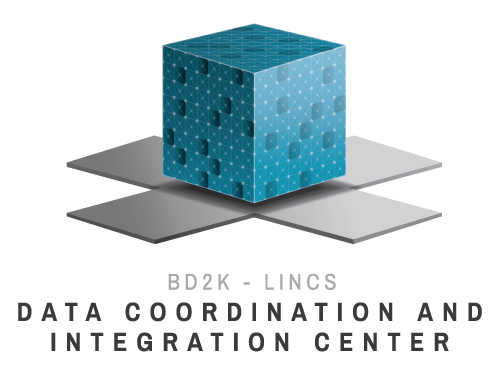 BD2K - LINCS
DATA COORDINATION AND
INTEGRATION CENTER